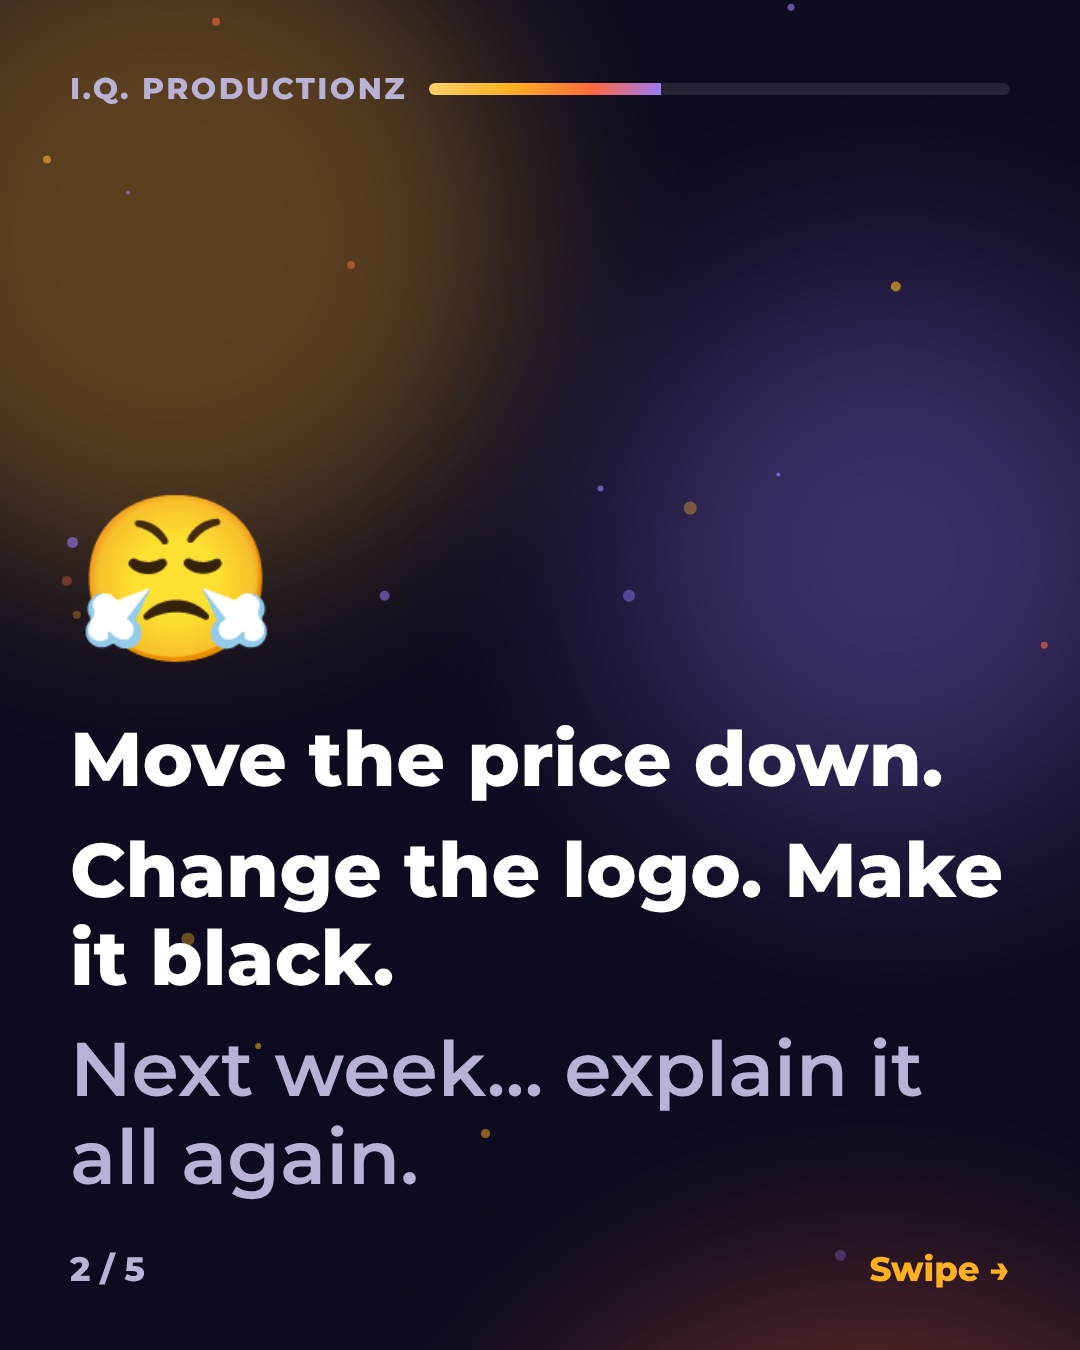 I.Q. PRODUCTIONZ
Move the price down.
Change the logo. Make
it black.
Next week... explain it
all again.
2 / 5
Swipe →